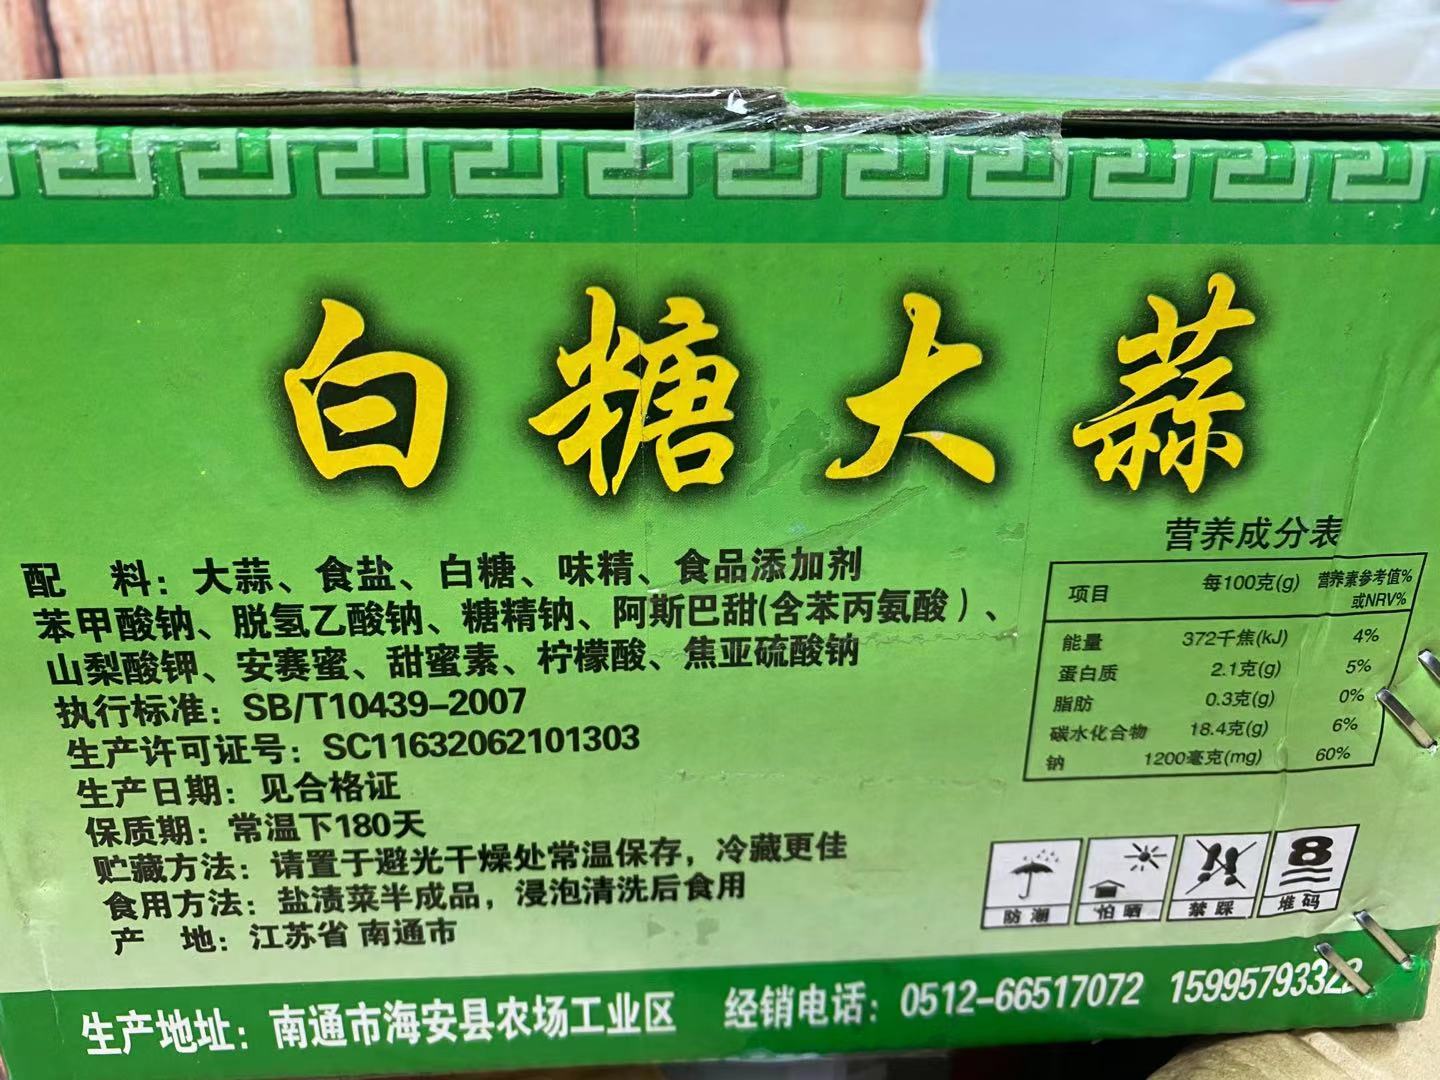 白糖大蒜
配 料：大蒜、食盐、白糖、味精、食品添加剂
苯甲酸钠、脱氢乙酸钠、糖精钠、阿斯巴甜(含苯丙氨酸）、
山梨酸钾、安赛蜜、甜蜜素、柠檬酸、焦亚硫酸钠
执行标准：SB/T10439-2007
生产许可证号：SC11632062101303
生产日期：见合格证
保质期：常温下180天
贮藏方法：请置于避光干燥处常温保存，冷藏更佳
食用方法：盐渍菜半成品，浸泡清洗后食用
产 地：江苏省 南通市
营养成分表
项目 每100克(g) 营养素参考值%
或NRV%
能量 372千焦(kJ) 4%
蛋白质 2.1克(g) 5%
脂肪 0.3克(g) 0%
碳水化合物 18.4克(g) 6%
钠 1200毫克(mg) 60%
8
防潮 怕晒 禁踩 堆码
生产地址：南通市海安县农场工业区 经销电话：0512-66517072 15995793322